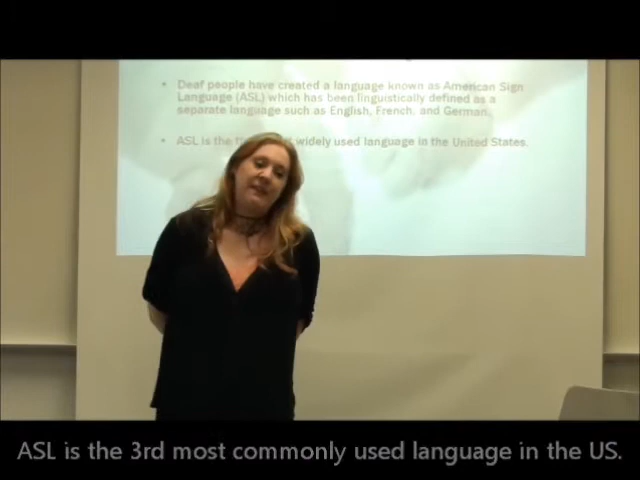 • Deaf people have created a language known as American Sign
Language (ASL) which has been linguistically defined as a
separate language such as English, French, and German.
• ASL is the widely used language in the United States.
ASL is the 3rd most commonly used language in the US.